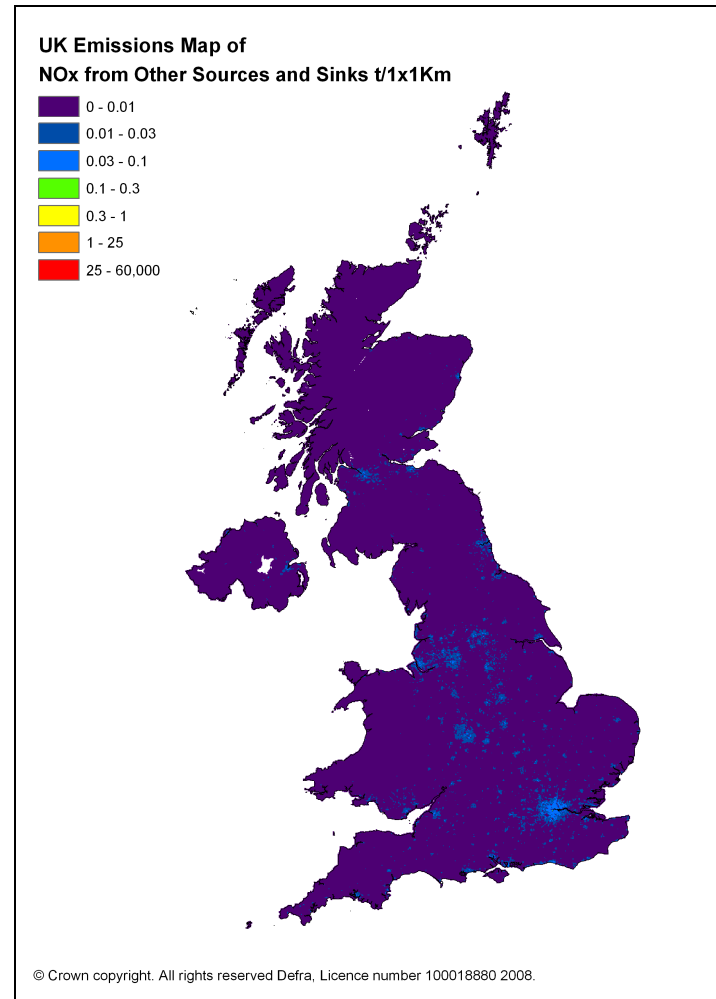 UK Emissions Map of
NOx from Other Sources and Sinks t/1x1Km
0 - 0.01
0.01 - 0.03
0.03 - 0.1
0.1 - 0.3
0.3 - 1
1 - 25
25 - 60,000
© Crown copyright. All rights reserved Defra, Licence number 100018880 2008.